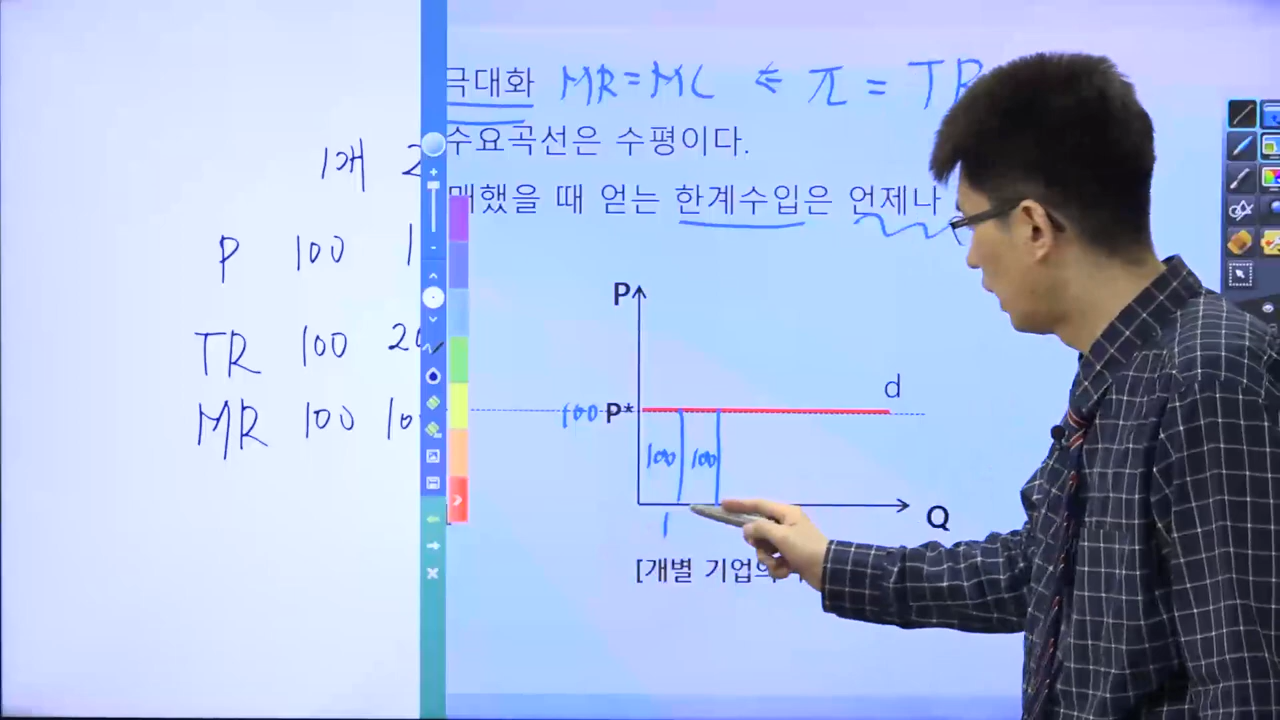 극대화 MR = MC ⇐ π = TR
수요곡선은 수평이다.
매했을 때 얻는 한계수입은 언제나
1개 2
P 100 1
TR 100 20
MR 100 10
P
100 P*
d
100 100
1
Q
[개별 기업의